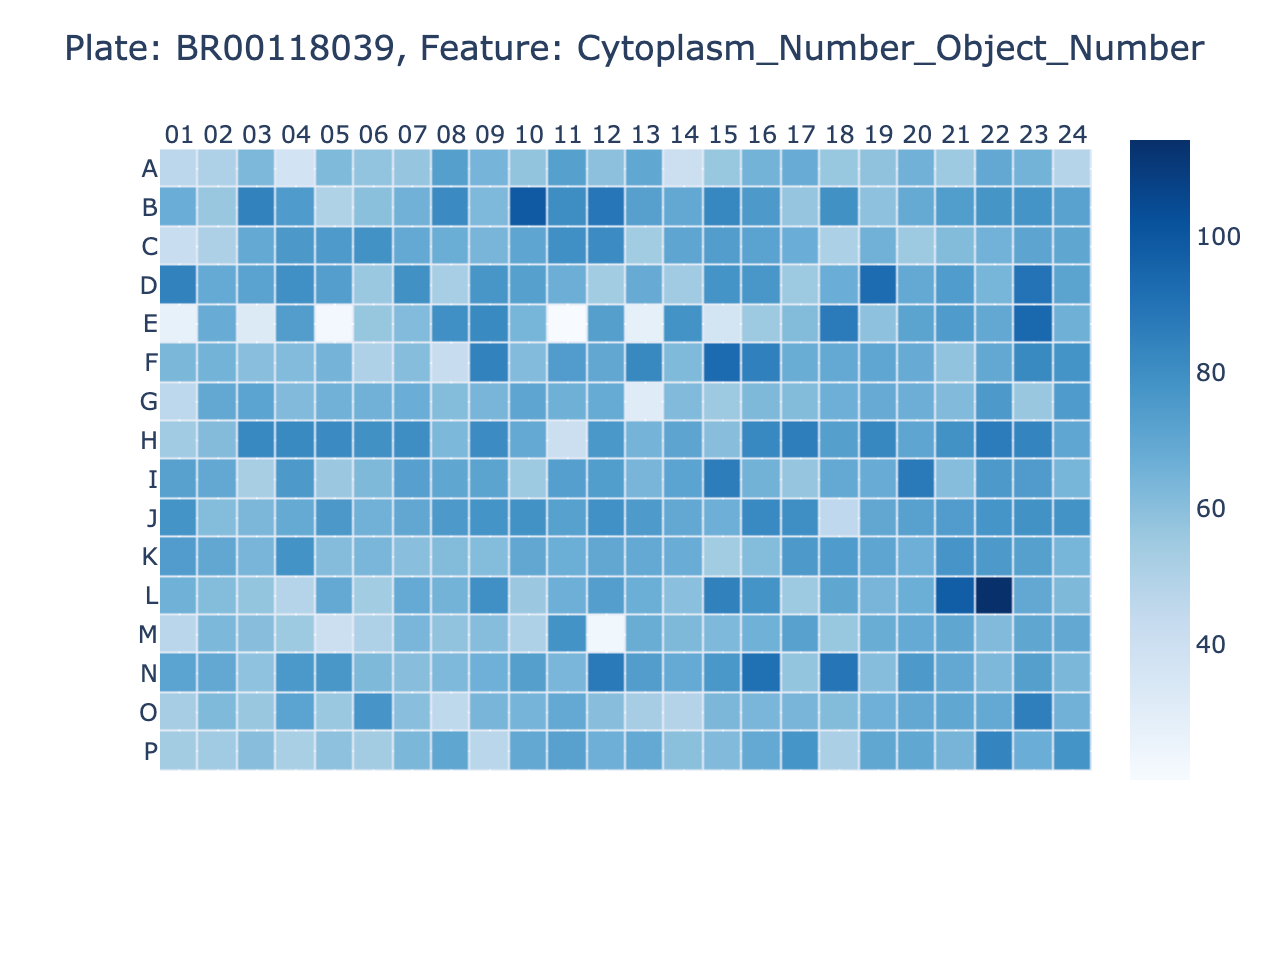 Plate: BR00118039, Feature: Cytoplasm_Number_Object_Number
01 02 03 04 05 06 07 08 09 10 11 12 13 14 15 16 17 18 19 20 21 22 23 24
A
B
C
D
E
F
G
H
I
J
K
L
M
N
O
P
100
80
60
40